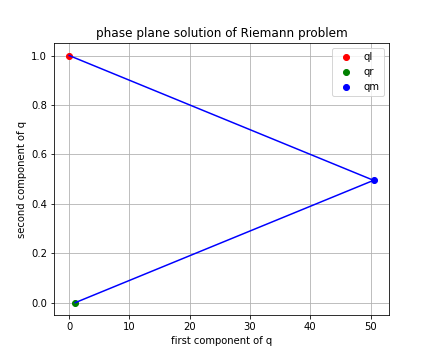 phase plane solution of Riemann problem
ql
qr
qm
1.0
0.8
0.6
0.4
0.2
0.0
second component of q
0 10 20 30 40 50
first component of q